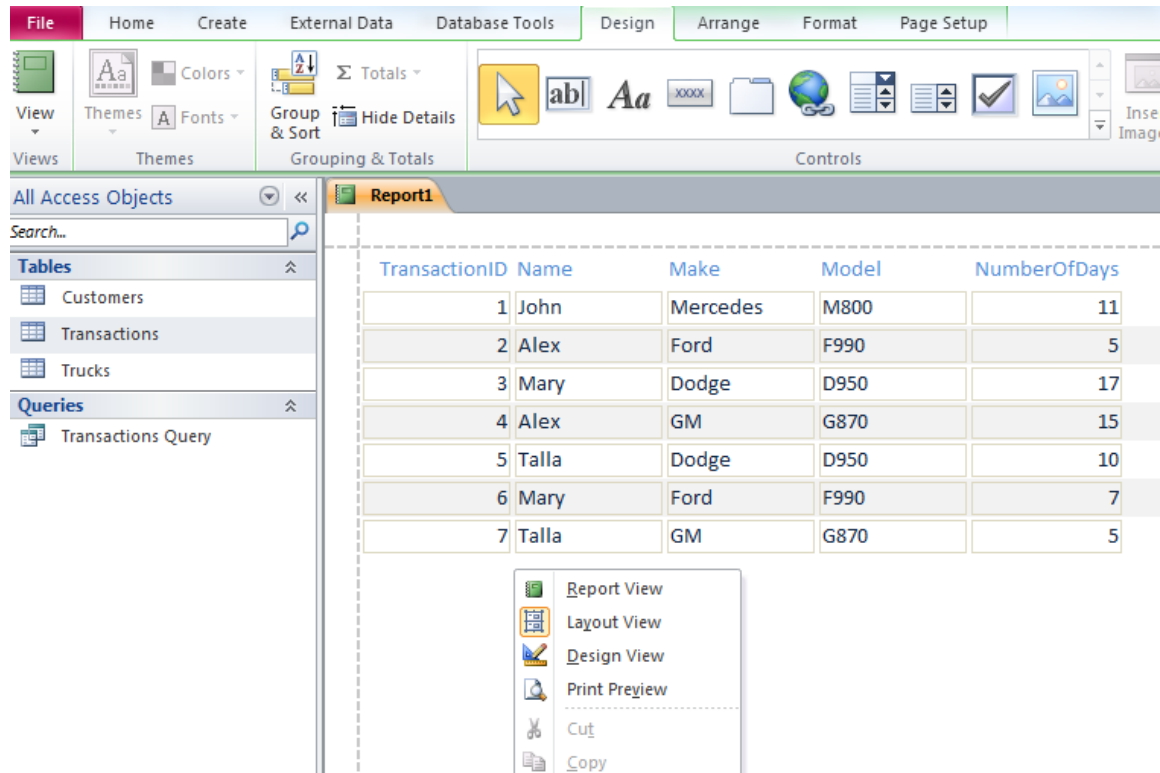 File Home Create External Data Database Tools Design Arrange Format Page Setup
Aa Colors Σ Totals ab| Aa XXXX
View Themes A Fonts Group & Sort Hide Details
Views Themes Grouping & Totals Controls
All Access Objects « Report1
Search...
Tables
Customers
Transactions
Trucks
Queries
Transactions Query
TransactionID Name Make Model NumberOfDays
1 John Mercedes M800 11
2 Alex Ford F990 5
3 Mary Dodge D950 17
4 Alex GM G870 15
5 Talla Dodge D950 10
6 Mary Ford F990 7
7 Talla GM G870 5
Report View
Layout View
Design View
Print Preview
Cut
Copy